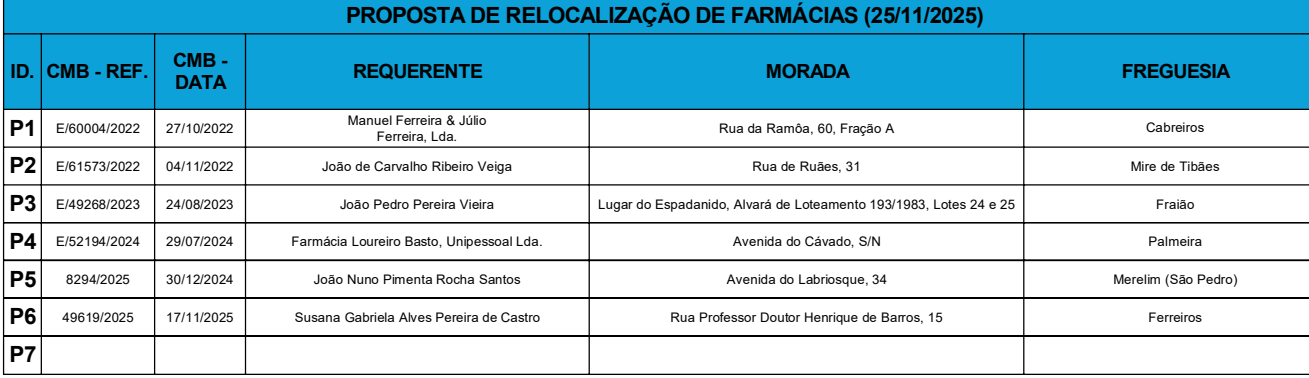 PROPOSTA DE RELOCALIZAÇÃO DE FARMÁCIAS (25/11/2025)
ID. CMB - REF. CMB - DATA REQUERENTE MORADA FREGUESIA
P1 E/60004/2022 27/10/2022 Manuel Ferreira & Júlio Ferreira, Lda. Rua da Ramôa, 60, Fração A Cabreiros
P2 E/61573/2022 04/11/2022 João de Carvalho Ribeiro Veiga Rua de Ruães, 31 Mire de Tibães
P3 E/49268/2023 24/08/2023 João Pedro Pereira Vieira Lugar do Espadanido, Alvará de Loteamento 193/1983, Lotes 24 e 25 Fraião
P4 E/52194/2024 29/07/2024 Farmácia Loureiro Basto, Unipessoal Lda. Avenida do Cávado, S/N Palmeira
P5 8294/2025 30/12/2024 João Nuno Pimenta Rocha Santos Avenida do Labriosque, 34 Merelim (São Pedro)
P6 49619/2025 17/11/2025 Susana Gabriela Alves Pereira de Castro Rua Professor Doutor Henrique de Barros, 15 Ferreiros
P7